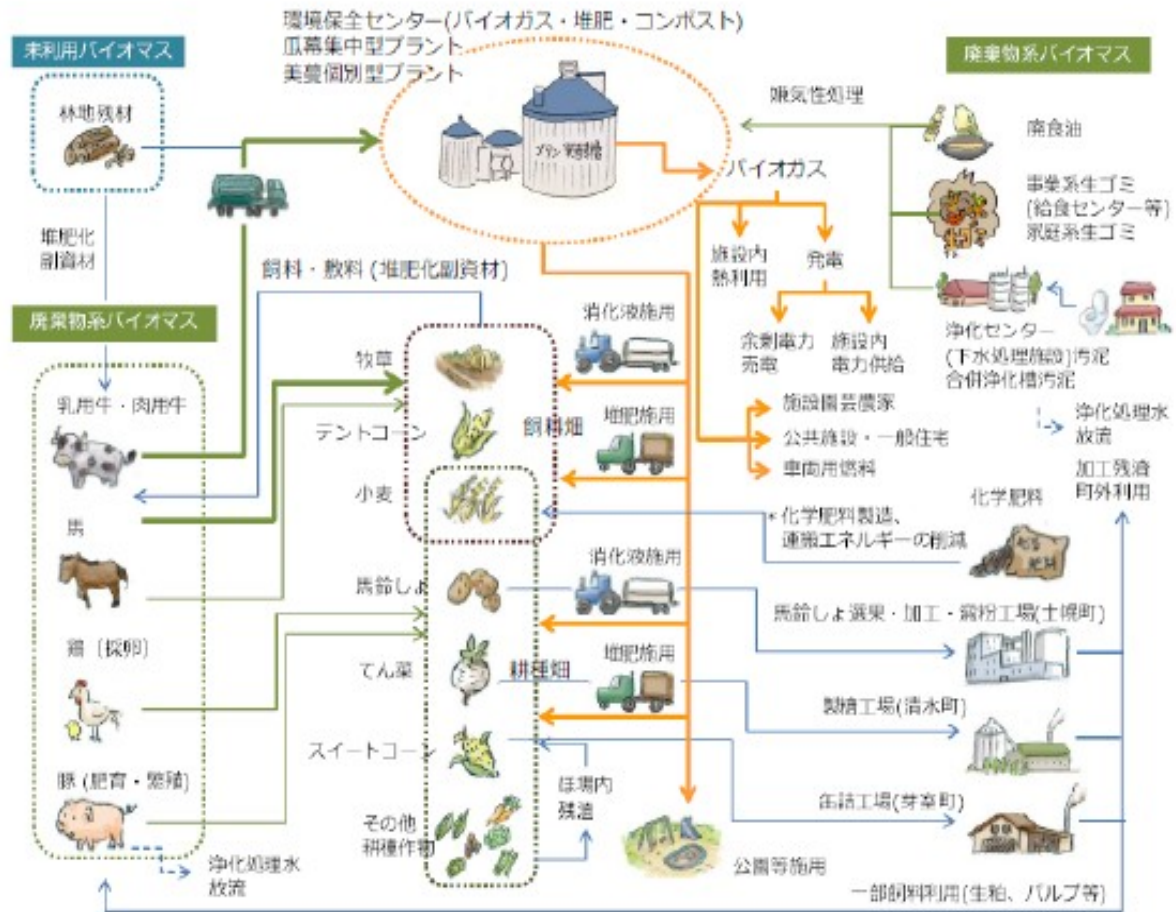 環境保全センター(バイオガス・堆肥・コンポスト)
瓜幕集中型プラント
美蔓個別型プラント
未利用バイオマス
林地残材
堆肥化
副資材
廃棄物系バイオマス
嫌気性処理
廃食油
事業系生ゴミ
(給食センター等)
家庭系生ゴミ
浄化センター
(下水処理施設)汚泥
合併浄化槽汚泥
浄化処理水
放流
加工残渣
町外利用
バイオガス
施設内
熱利用
発電
余剰電力
売電
施設内
電力供給
施設園芸農家
公共施設・一般住宅
車両用燃料
飼料・敷料 (堆肥化副資材)
廃棄物系バイオマス
乳用牛・肉用牛
馬
鶏 (採卵)
豚 (肥育・繁殖)
浄化処理水
放流
牧草
デントコーン
飼料畑
小麦
馬鈴しょ
てん菜
耕種畑
スイートコーン
その他
耕種作物
消化液施用
堆肥施用
消化液施用
堆肥施用
ほ場内
残渣
公園等施用
化学肥料
*化学肥料製造、
運搬エネルギーの削減
馬鈴しょ選果・加工・澱粉工場(士幌町)
製糖工場(清水町)
缶詰工場(芽室町)
一部飼料利用(生粕、パルプ等)